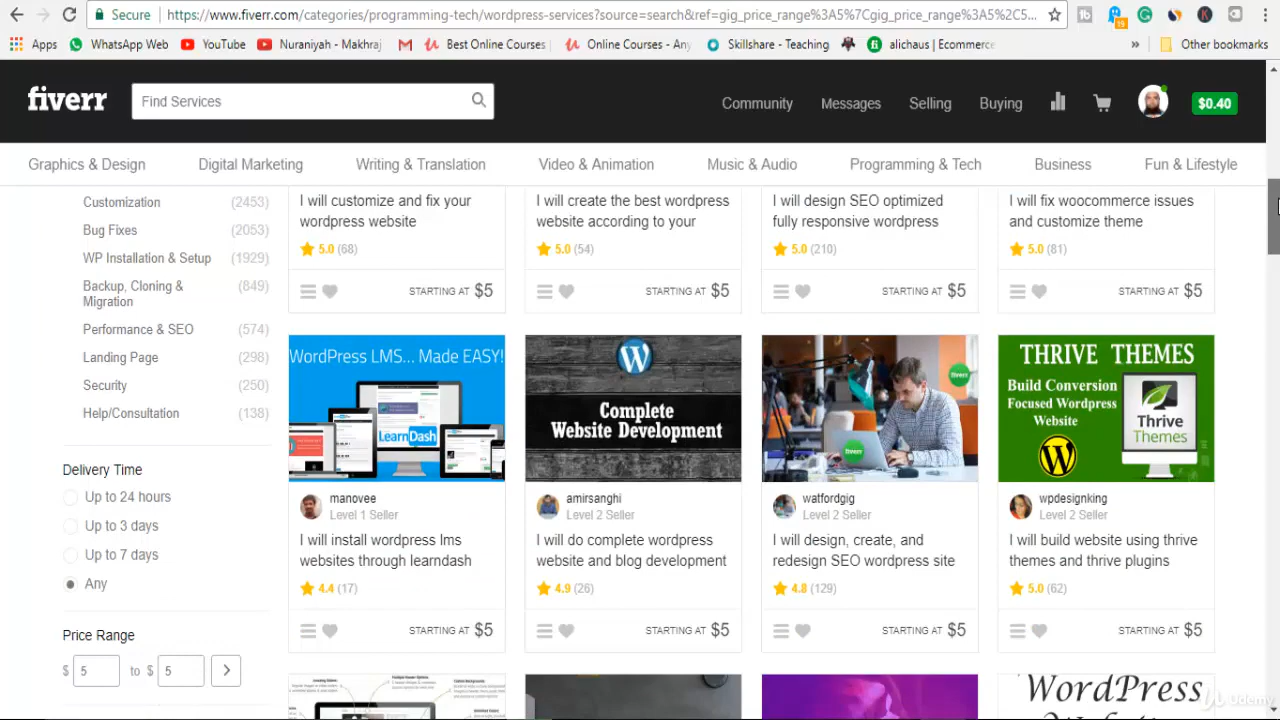 Secure https://www.fiverr.com/categories/programming-tech/wordpress-services?source=search&ref=gig_price_range%3A5%7Cgig_price_range%3A5%2C5...
Apps WhatsApp Web YouTube Nuraniyah - Makhraj Best Online Courses Online Courses - Any Skillshare - Teaching alichaus | Ecommerc » Other bookmarks
fiverr Find Services Community Messages Selling Buying $0.40
Graphics & Design Digital Marketing Writing & Translation Video & Animation Music & Audio Programming & Tech Business Fun & Lifestyle
Customization (2453)
Bug Fixes (2053)
WP Installation & Setup (1929)
Backup, Cloning & (849)
Migration
Performance & SEO (574)
Landing Page (298)
Security (250)
Help/Consultation (138)
Delivery Time
Up to 24 hours
Up to 3 days
Up to 7 days
Any
Price Range
$ 5 to $ 5
I will customize and fix your
wordpress website
5.0 (68)
STARTING AT $5
I will create the best wordpress
website according to your
5.0 (54)
STARTING AT $5
I will design SEO optimized
fully responsive wordpress
5.0 (210)
STARTING AT $5
I will fix woocommerce issues
and customize theme
5.0 (81)
STARTING AT $5
WordPress LMS... Made EASY!
LearnDash
manovee
Level 1 Seller
I will install wordpress lms
websites through learndash
4.4 (17)
STARTING AT $5
Complete
Website Development
amirsanghi
Level 2 Seller
I will do complete wordpress
website and blog development
4.9 (26)
STARTING AT $5
fiverr
fiverr
watfordgig
Level 2 Seller
I will design, create, and
redesign SEO wordpress site
4.8 (129)
STARTING AT $5
THRIVE THEMES
Build Conversion
Focused Wordpress
Website
Thrive
Themes
wpdesignking
Level 2 Seller
I will build website using thrive
themes and thrive plugins
5.0 (62)
STARTING AT $5
WordPress
Website
Udemy